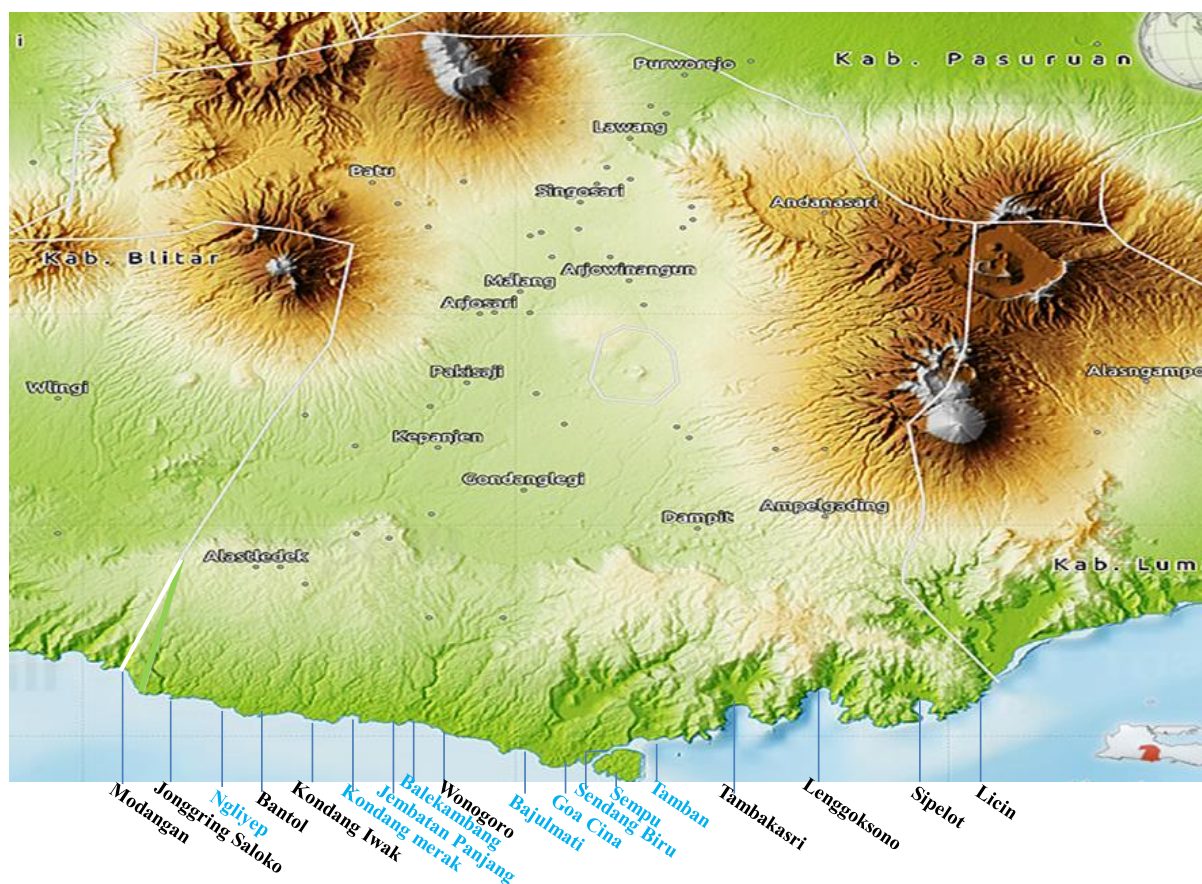 i
Purworejo
Kab. Pasuruan
Lawang
Batu
Singosari
Andanasari
Kab. Blitar
Malang
Arjowinangun
Arjosari
Wlingi
Pakisaji
Alasngampo
Kepanjen
Gondanglegi
Dampit
Ampelgading
Alastledek
Kab. Lum
Modangan
Jonggring Saloko
Ngliyep
Bantol
Kondang Iwak
Kondang merak
Jembatan Panjang
Balekambang
Wonogoro
Bajulmati
Goa Cina
Sendang Biru
Sempu
Tamban
Tambakasri
Lenggoksono
Sipelot
Licin